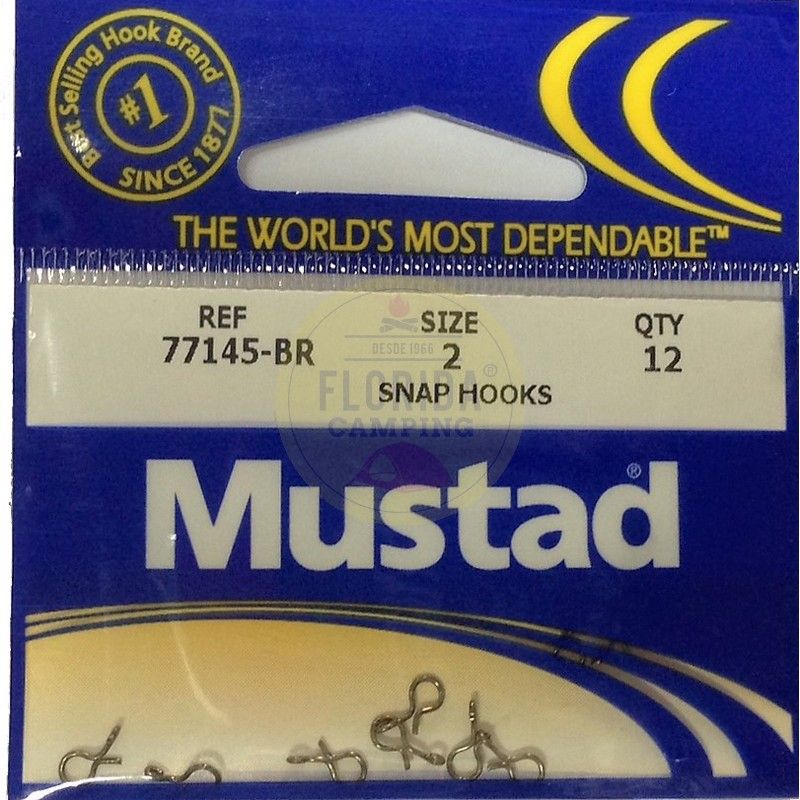 Best Selling Hook Brand
#1
SINCE 1871
THE WORLD'S MOST DEPENDABLE™
REF SIZE QTY
77145-BR 2 12
SNAP HOOKS
DESDE 1966
FLORIDA®
CAMPING
Mustad®